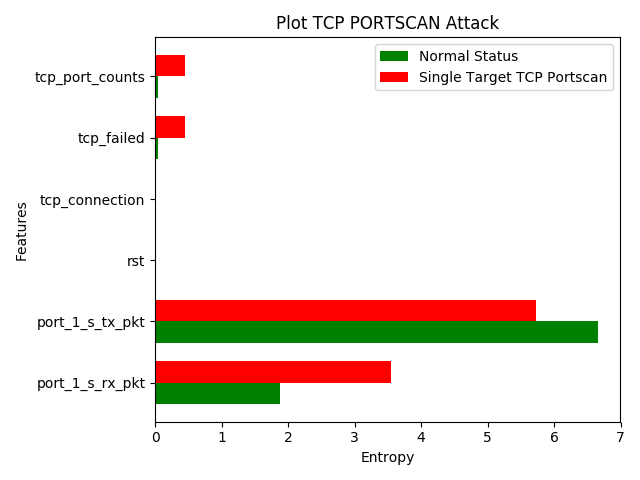 Plot TCP PORTSCAN Attack
Normal Status
Single Target TCP Portscan
Features
tcp_port_counts
tcp_failed
tcp_connection
rst
port_1_s_tx_pkt
port_1_s_rx_pkt
0 1 2 3 4 5 6 7
Entropy